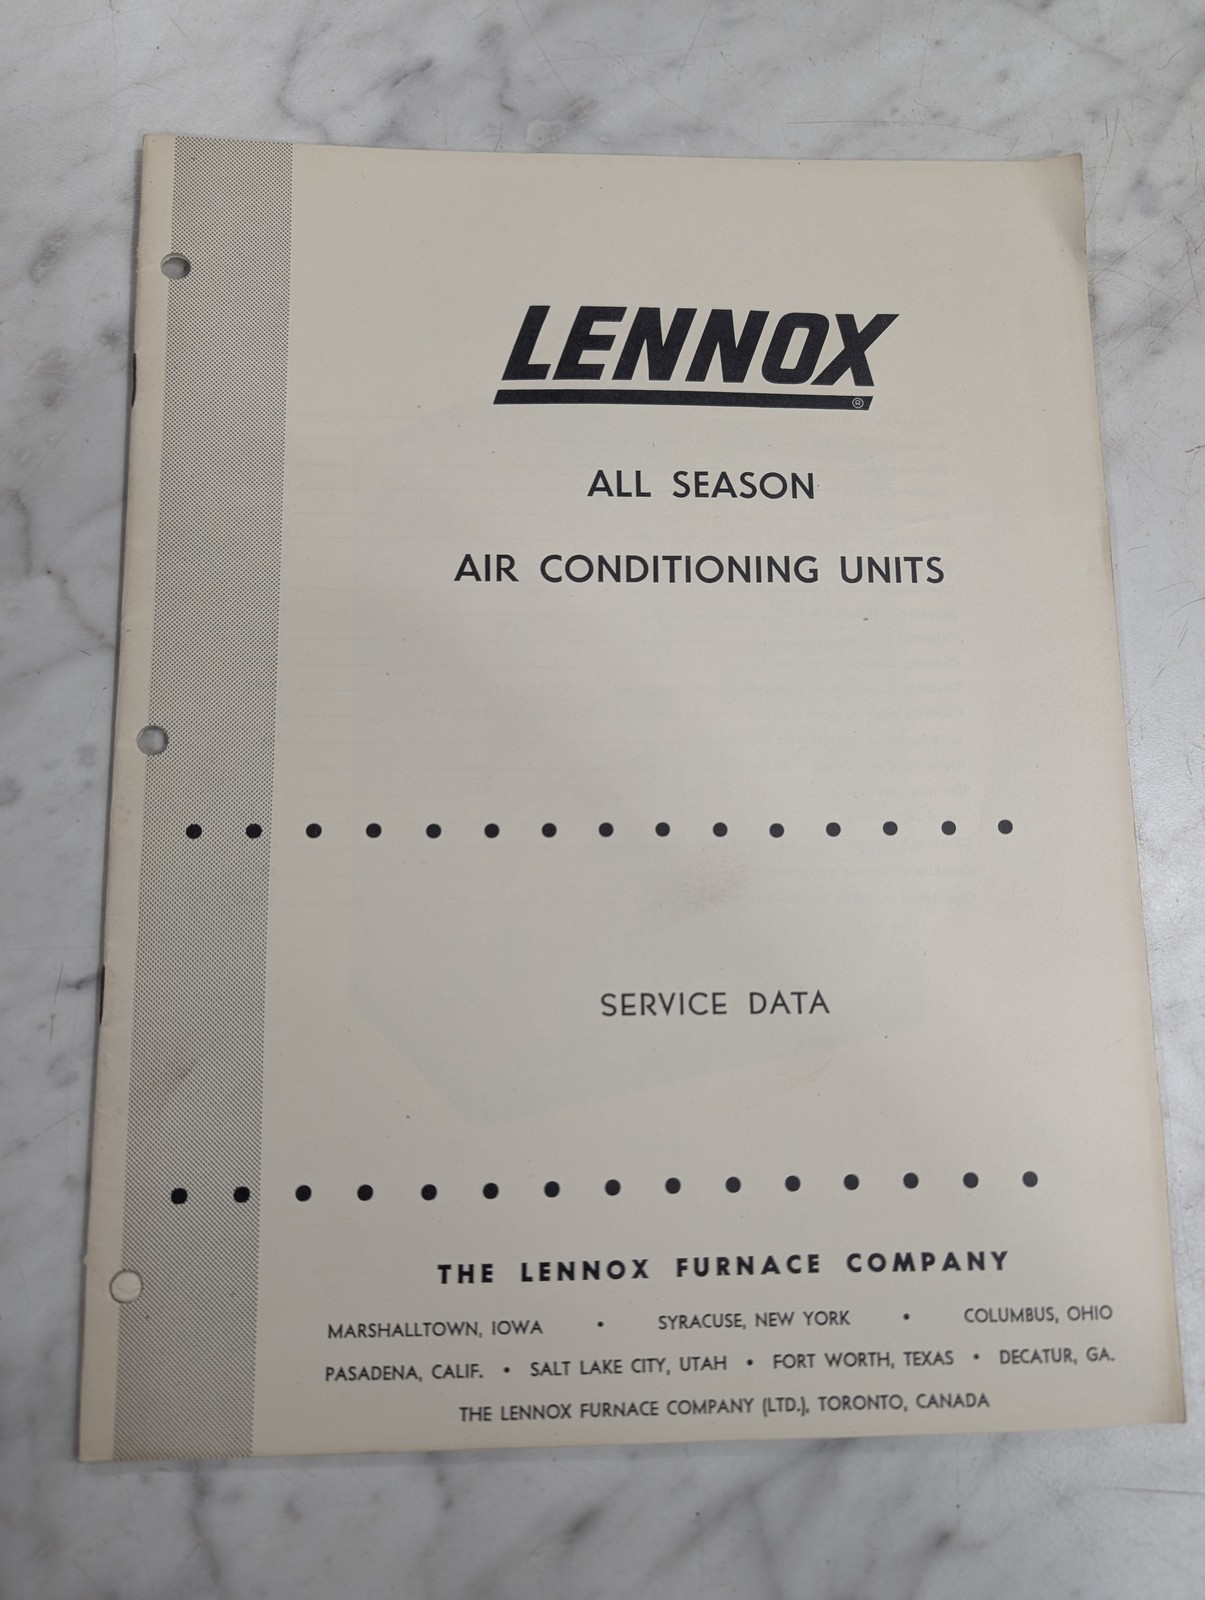 LENNOX
®
ALL SEASON
AIR CONDITIONING UNITS
SERVICE DATA
THE LENNOX FURNACE COMPANY
MARSHALLTOWN, IOWA • SYRACUSE, NEW YORK • COLUMBUS, OHIO
PASADENA, CALIF. • SALT LAKE CITY, UTAH • FORT WORTH, TEXAS • DECATUR, GA.
THE LENNOX FURNACE COMPANY (LTD.), TORONTO, CANADA